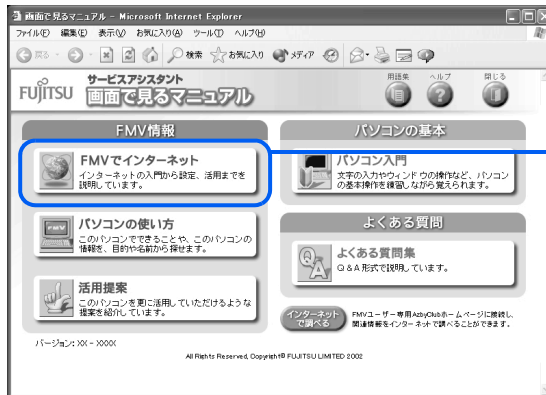 画面で見るマニュアル - Microsoft Internet Explorer
ファイル(F) 編集(E) 表示(V) お気に入り(A) ツール(T) ヘルプ(H)
戻る 検索 お気に入り メディア
FUJITSU
サービスアシスタント
画面で見るマニュアル
用語集 ヘルプ 閉じる
FMV情報
FMVでインターネット
インターネットの入門から設定、活用までを
説明しています。
パソコンの使い方
このパソコンでできることや、このパソコンの
情報を、目的や名前から探せます。
活用提案
このパソコンを更に活用していただけるような
提案を紹介しています。
パソコンの基本
パソコン入門
文字の入力やウィンドウの操作など、パソコン
の基本操作を練習しながら覚えられます。
よくある質問
よくある質問集
Q&A形式で説明しています。
インターネット
で調べる
FMVユーザー専用AzbyClubホームページに接続し、
関連情報をインターネットで調べることができます。
バージョン: XX - XXXX
All Rights Reserved, Copyright© FUJITSU LIMITED 2002